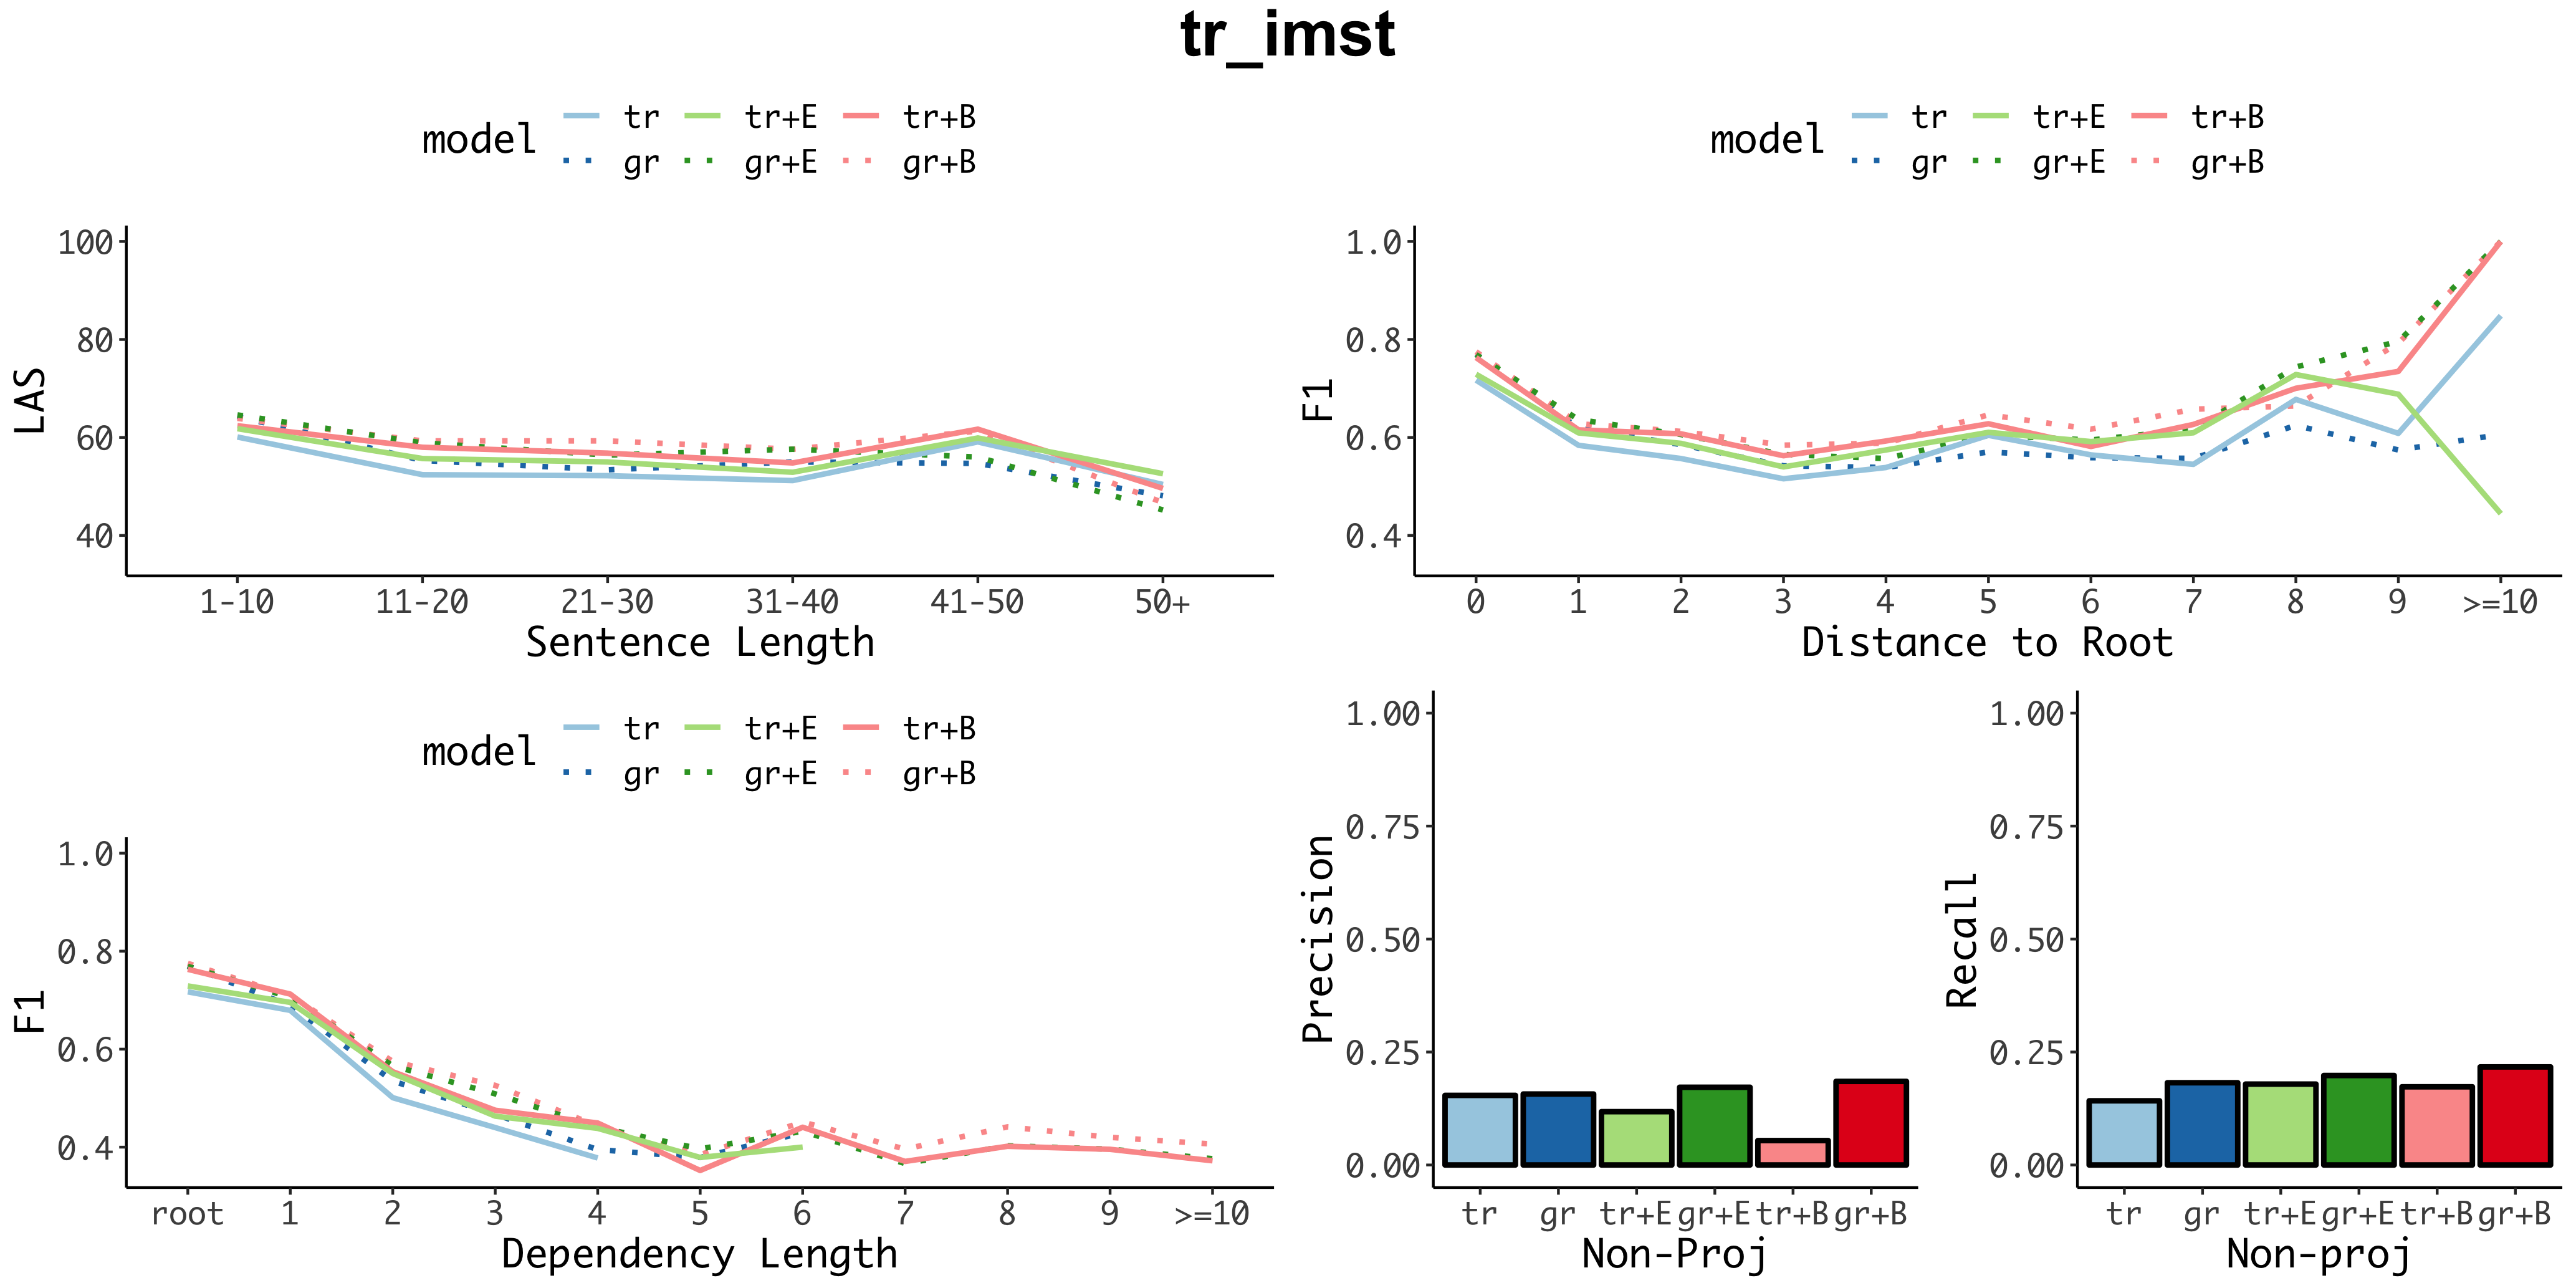 tr_imst
model tr tr+E tr+B
gr gr+E gr+B
LAS
100
80
60
40
1-10 11-20 21-30 31-40 41-50 50+
Sentence Length
model tr tr+E tr+B
gr gr+E gr+B
F1
1.0
0.8
0.6
0.4
0 1 2 3 4 5 6 7 8 9 >=10
Distance to Root
model tr tr+E tr+B
gr gr+E gr+B
F1
1.0
0.8
0.6
0.4
root 1 2 3 4 5 6 7 8 9 >=10
Dependency Length
Precision
1.00
0.75
0.50
0.25
0.00
tr gr tr+E gr+E tr+B gr+B
Non-Proj
Recall
1.00
0.75
0.50
0.25
0.00
tr gr tr+E gr+E tr+B gr+B
Non-proj